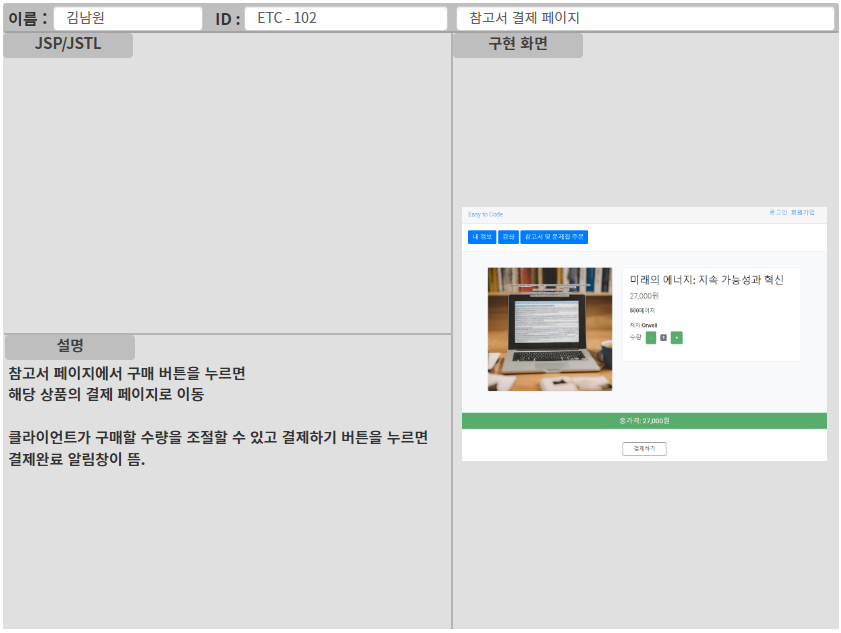 이름 : 김남원 ID : ETC - 102 참고서 결제 페이지
JSP/JSTL
구현 화면
Easy to Code
로그인 회원가입
내 정보 강좌 참고서 및 문제집 주문
미래의 에너지: 지속 가능성과 혁신
27,000원
500페이지
저자:Orwell
수량 - 1 +
총가격: 27,000원
결제하기
설명
참고서 페이지에서 구매 버튼을 누르면
해당 상품의 결제 페이지로 이동
클라이언트가 구매할 수량을 조절할 수 있고 결제하기 버튼을 누르면
결제완료 알림창이 뜸.